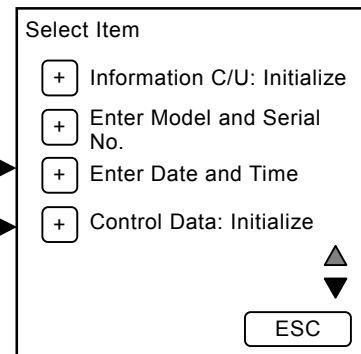 Select Item
+ Information C/U: Initialize
+ Enter Model and Serial
No.
+ Enter Date and Time
+ Control Data: Initialize
ESC